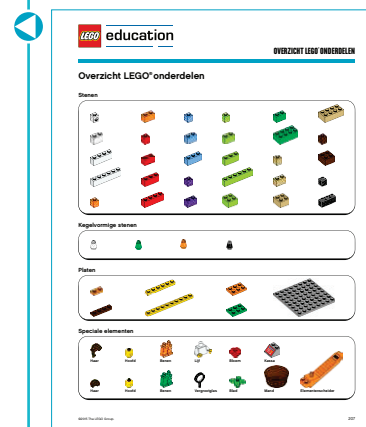 LEGO education
OVERZICHT LEGO® ONDERDELEN
Overzicht LEGO® onderdelen
Stenen
Kegelvormige stenen
Platen
Speciale elementen
Haar Hoofd Benen Lijf Bloem Kassa
Haar Hoofd Benen Vergrootglas Blad Mand Elementenscheider
©2015 The LEGO Group. 207